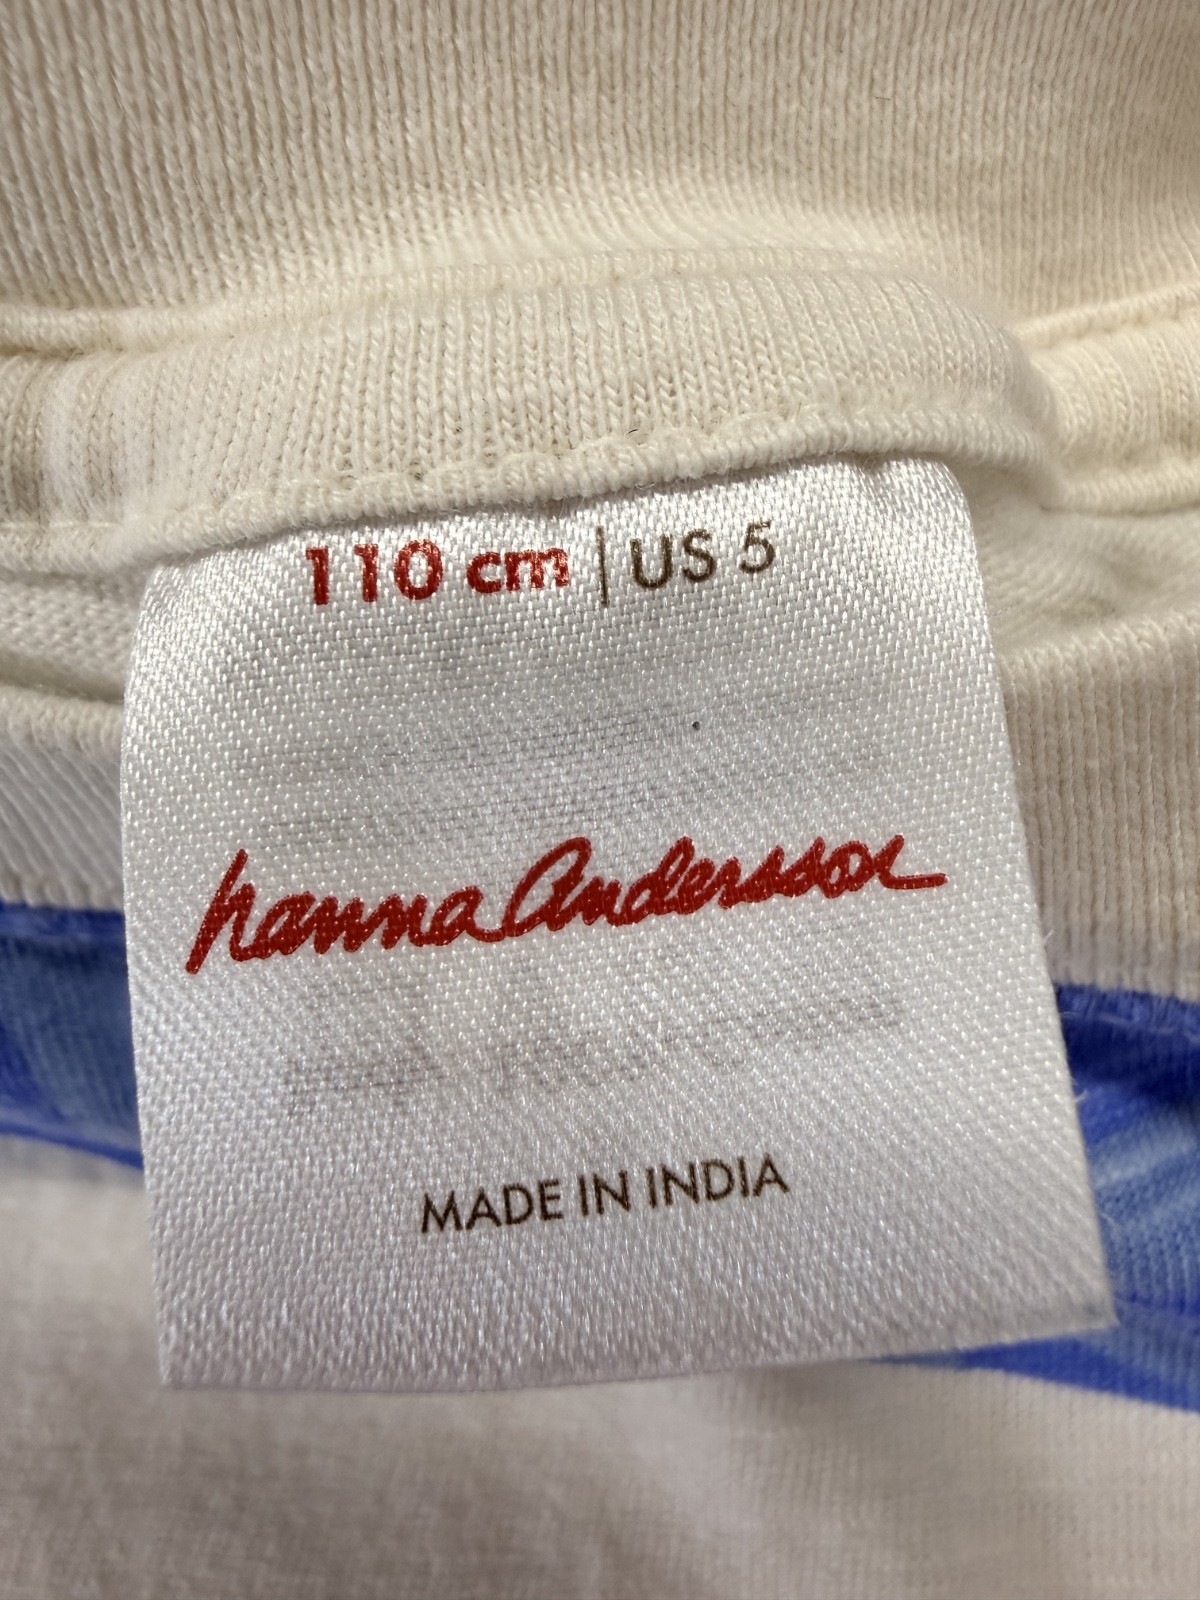 110 cm | US 5
hanna Andersson
MADE IN INDIA